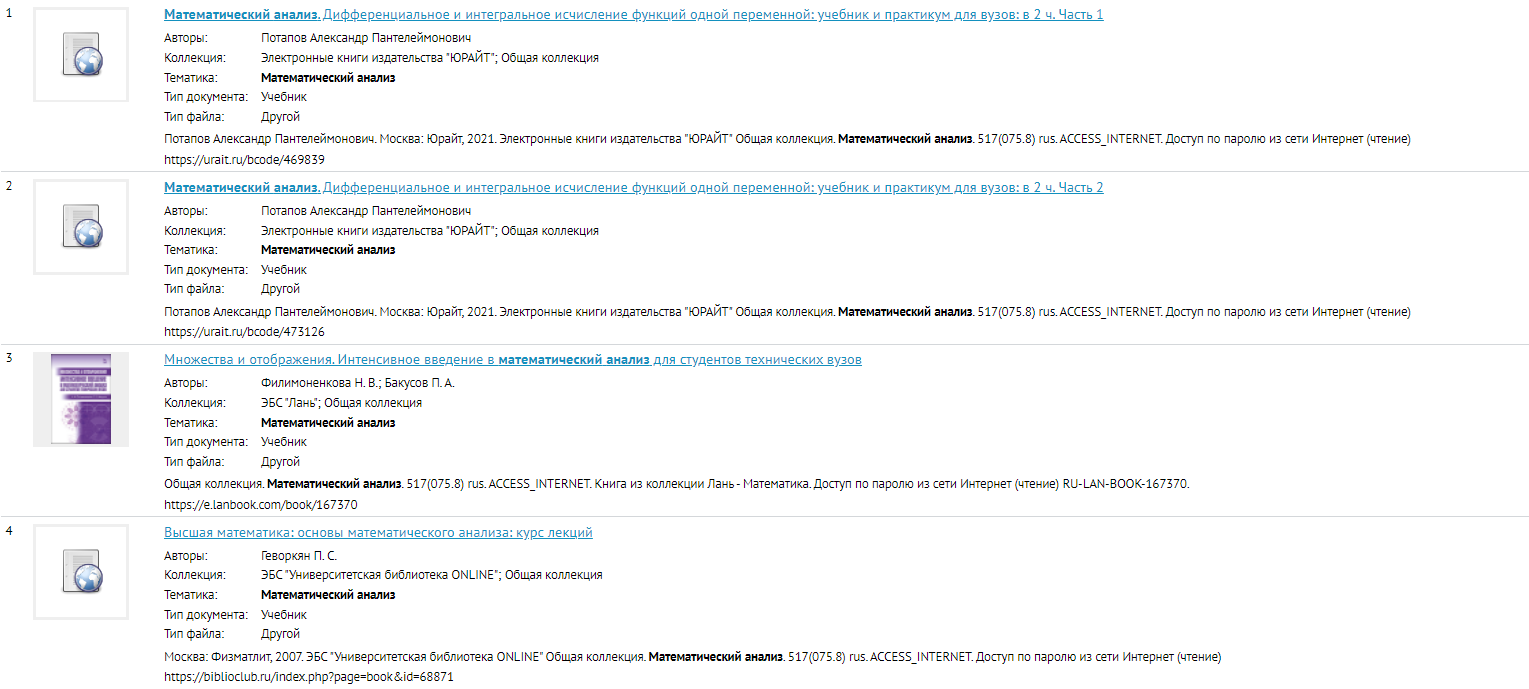 1
Математический анализ. Дифференциальное и интегральное исчисление функций одной переменной: учебник и практикум для вузов: в 2 ч. Часть 1
Авторы: Потапов Александр Пантелеймонович
Коллекция: Электронные книги издательства "ЮРАЙТ"; Общая коллекция
Тематика: Математический анализ
Тип документа: Учебник
Тип файла: Другой
Потапов Александр Пантелеймонович. Москва: Юрайт, 2021. Электронные книги издательства "ЮРАЙТ" Общая коллекция. Математический анализ. 517(075.8) rus. ACCESS_INTERNET. Доступ по паролю из сети Интернет (чтение)
https://urait.ru/bcode/469839
2
Математический анализ. Дифференциальное и интегральное исчисление функций одной переменной: учебник и практикум для вузов: в 2 ч. Часть 2
Авторы: Потапов Александр Пантелеймонович
Коллекция: Электронные книги издательства "ЮРАЙТ"; Общая коллекция
Тематика: Математический анализ
Тип документа: Учебник
Тип файла: Другой
Потапов Александр Пантелеймонович. Москва: Юрайт, 2021. Электронные книги издательства "ЮРАЙТ" Общая коллекция. Математический анализ. 517(075.8) rus. ACCESS_INTERNET. Доступ по паролю из сети Интернет (чтение)
https://urait.ru/bcode/473126
3
Множества и отображения. Интенсивное введение в математический анализ для студентов технических вузов
Авторы: Филимоненкова Н. В.; Бакусов П. А.
Коллекция: ЭБС "Лань"; Общая коллекция
Тематика: Математический анализ
Тип документа: Учебник
Тип файла: Другой
Общая коллекция. Математический анализ. 517(075.8) rus. ACCESS_INTERNET. Книга из коллекции Лань - Математика. Доступ по паролю из сети Интернет (чтение) RU-LAN-BOOK-167370.
https://e.lanbook.com/book/167370
4
Высшая математика: основы математического анализа: курс лекций
Авторы: Геворкян П. С.
Коллекция: ЭБС "Университетская библиотека ONLINE"; Общая коллекция
Тематика: Математический анализ
Тип документа: Учебник
Тип файла: Другой
Москва: Физматлит, 2007. ЭБС "Университетская библиотека ONLINE" Общая коллекция. Математический анализ. 517(075.8) rus. ACCESS_INTERNET. Доступ по паролю из сети Интернет (чтение)
https://biblioclub.ru/index.php?page=book&id=68871